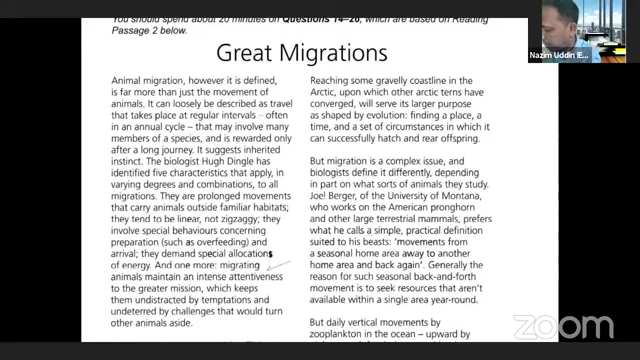 You should spend about 20 minutes on Questions 14–26, which are based on Reading
Passage 2 below.
Great Migrations
Animal migration, however it is defined,
is far more than just the movement of
animals. It can loosely be described as travel
that takes place at regular intervals – often
in an annual cycle – that may involve many
members of a species, and is rewarded only
after a long journey. It suggests inherited
instinct. The biologist Hugh Dingle has
identified five characteristics that apply, in
varying degrees and combinations, to all
migrations. They are prolonged movements
that carry animals outside familiar habitats;
they tend to be linear, not zigzaggy; they
involve special behaviours concerning
preparation (such as overfeeding) and
arrival; they demand special allocations
of energy. And one more: migrating
animals maintain an intense attentiveness
to the greater mission, which keeps
them undistracted by temptations and
undeterred by challenges that would turn
other animals aside.
Reaching some gravelly coastline in the
Arctic, upon which other arctic terns have
converged, will serve its larger purpose
as shaped by evolution: finding a place, a
time, and a set of circumstances in which it
can successfully hatch and rear offspring.
But migration is a complex issue, and
biologists define it differently, depending
in part on what sorts of animals they study.
Joe! Berger, of the University of Montana,
who works on the American pronghorn
and other large terrestrial mammals, prefers
what he calls a simple, practical definition
suited to his beasts: 'movements from
a seasonal home area away to another
home area and back again'. Generally the
reason for such seasonal back-and-forth
movement is to seek resources that aren't
available within a single area year-round.
But daily vertical movements by
zooplankton in the ocean – upward by
Nazim Uddin IE...
zoom